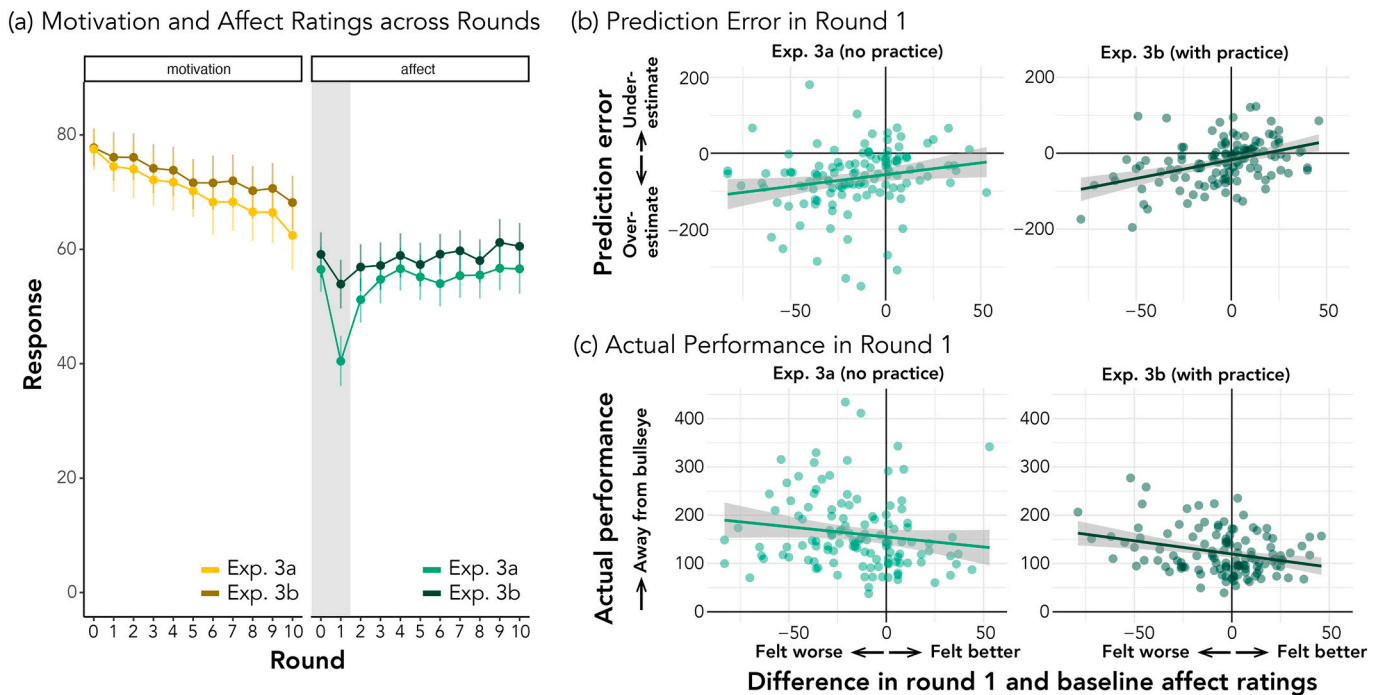 (a) Motivation and Affect Ratings across Rounds
motivation
affect
Response
80
60
40
20
0
Exp. 3a
Exp. 3b
Exp. 3a
Exp. 3b
0 1 2 3 4 5 6 7 8 9 10
0 1 2 3 4 5 6 7 8 9 10
Round
(b) Prediction Error in Round 1
Exp. 3a (no practice)
Exp. 3b (with practice)
Prediction error
Over-
estimate
Under-
estimate
200
0
−200
−50 0 50
200
0
−200
−50 0 50
(c) Actual Performance in Round 1
Exp. 3a (no practice)
Exp. 3b (with practice)
Actual performance
Away from bullseye
400
300
200
100
0
−50 0 50
400
300
200
100
0
−50 0 50
Felt worse
Felt better
Felt worse
Felt better
Difference in round 1 and baseline affect ratings